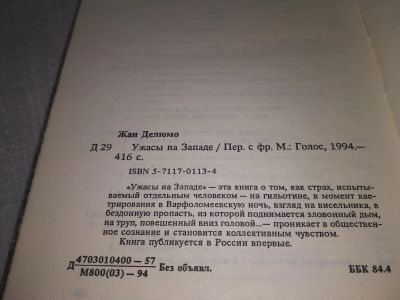 Жан Делюмо
Д 29 Ужасы на Западе / Пер. с фр. М.: Голос, 1994.—
416 с.
ISBN 5-7117-0113-4
«Ужасы на Западе» — эта книга о том, как страх, испыты-
ваемый отдельным человеком — на гильотине, в момент кас-
трирования в Варфоломеевскую ночь, взгляд на висельника, в
бездонную пропасть, из которой поднимается зловонный дым,
на труп, повешенный вниз головой...— проникает в обществен-
ное сознание и становится коллективным чувством.
Книга публикуется в России впервые.
Д 4703010400 — 57
М800(03) — 94 Без объявл. ББК 84.4